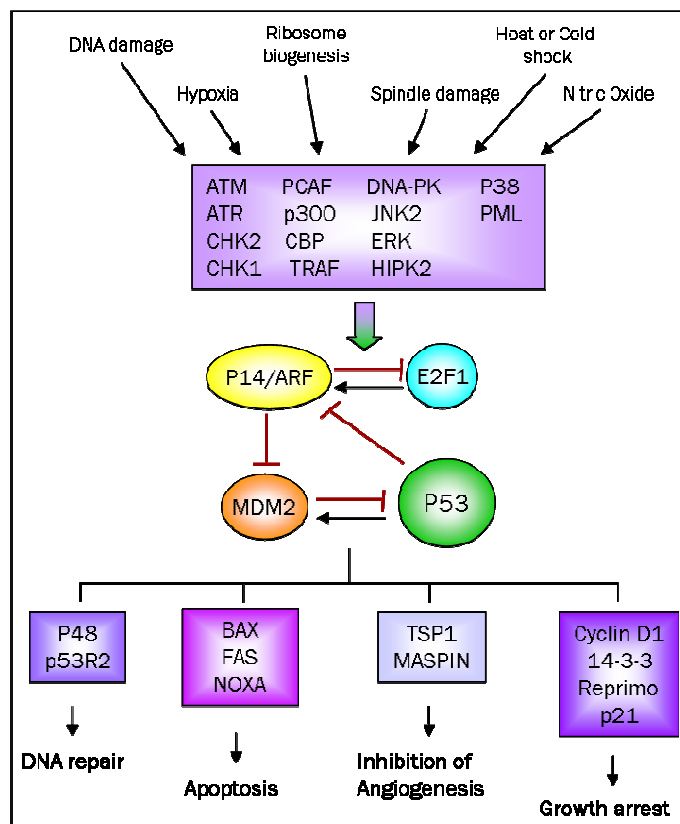 DNA damage
Ribosome
biogenesis
Hoat or Cold
shock
Hypoxia
Spindle damage
N trc Oxide
ATM PCAF DNA-PK P38
ATR p300 JNK2 PML
CHK2 CBP ERK
CHK1 TRAF HIPK2
P14/ARF
E2F1
MDM2
P53
P48
p53R2
BAX
FAS
NOXA
TSP1
MASPIN
Cyclin D1
14-3-3
Reprimo
p21
DNA repair
Apoptosis
Inhibition of
Angiogenesis
Growth arrest